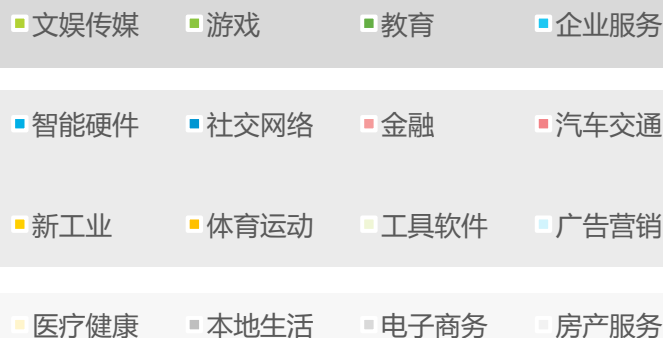 文娱传媒 游戏 教育 企业服务
智能硬件 社交网络 金融 汽车交通
新工业 体育运动 工具软件 广告营销
医疗健康 本地生活 电子商务 房产服务